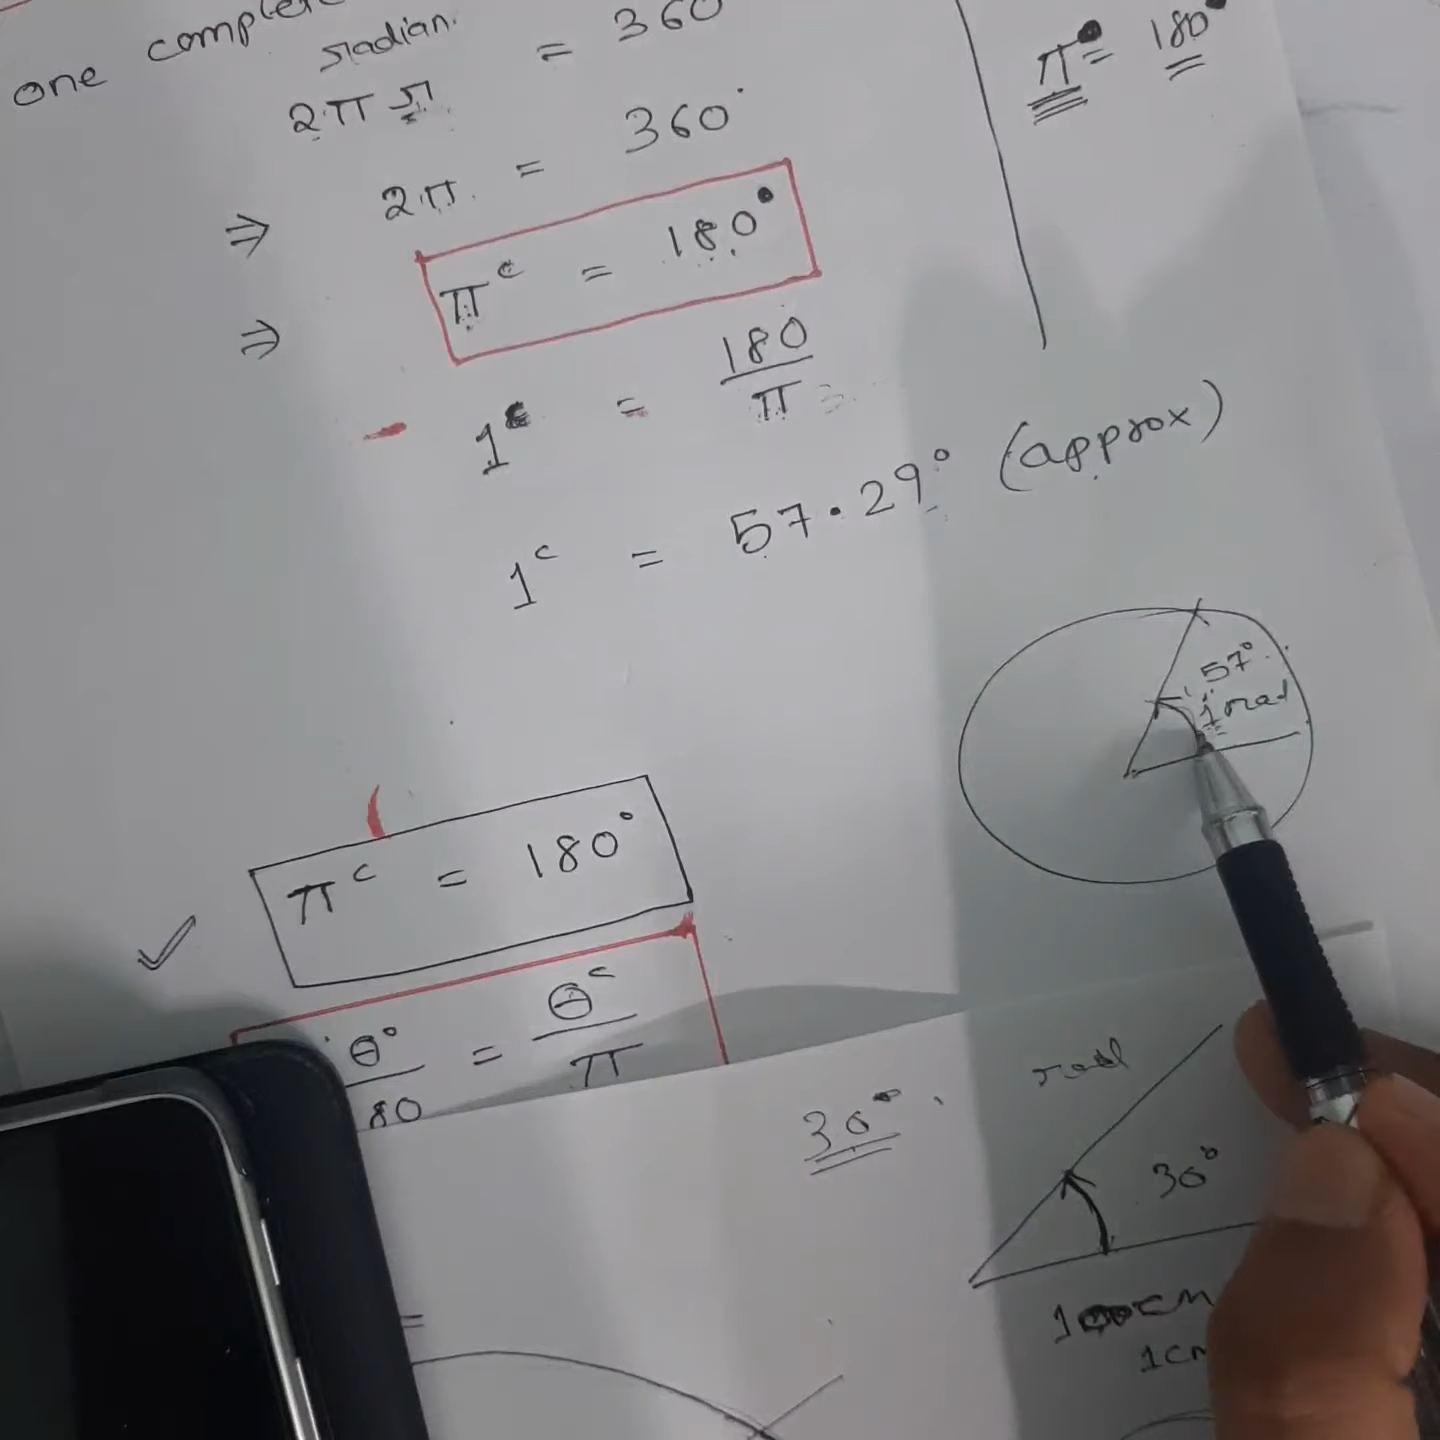 one complete
radian.
2π r = 360
⇒ 2π = 360°
⇒ π^c = 180°
1^c = 180/π
1^c = 57.29° (approx)
π° = 180°
57°
1 rad
π^c = 180°
θ°/80 = θ^c/π
30°
rad
30°
1cm
=